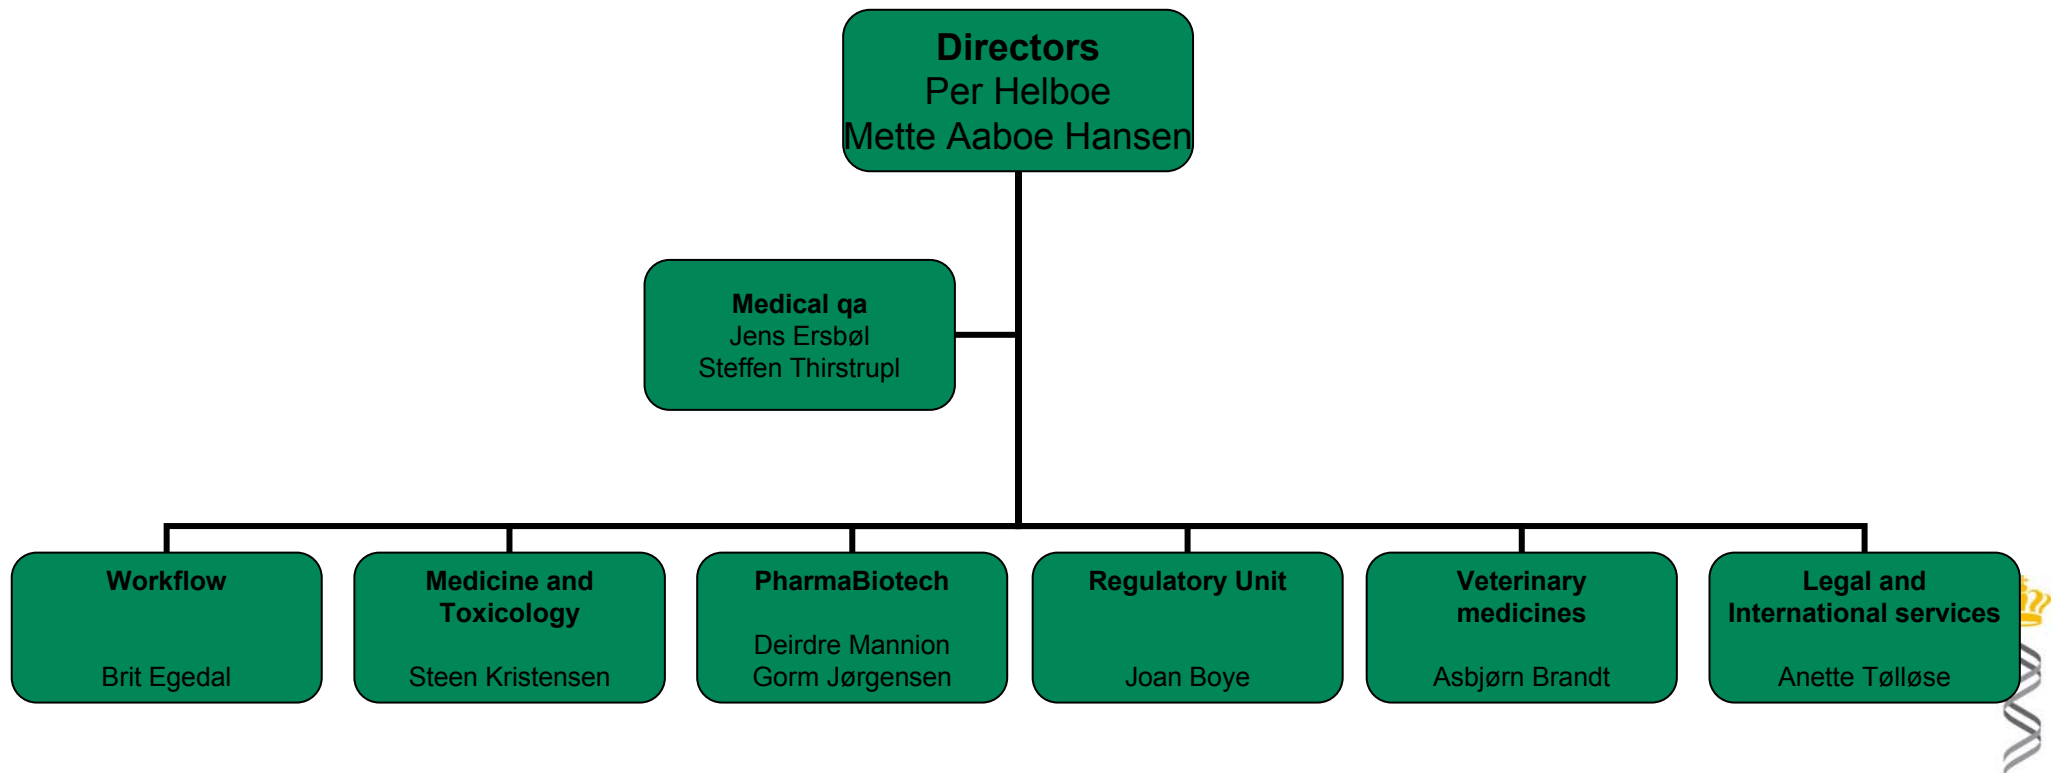 Directors
Per Helboe
Mette Aaboe Hansen
Medical qa
Jens Ersbøl
Steffen Thirstrupl
Workflow
Brit Egedal
Medicine and
Toxicology
Steen Kristensen
PharmaBiotech
Deirdre Mannion
Gorm Jørgensen
Regulatory Unit
Joan Boye
Veterinary
medicines
Asbjørn Brandt
Legal and
International services
Anette Tølløse